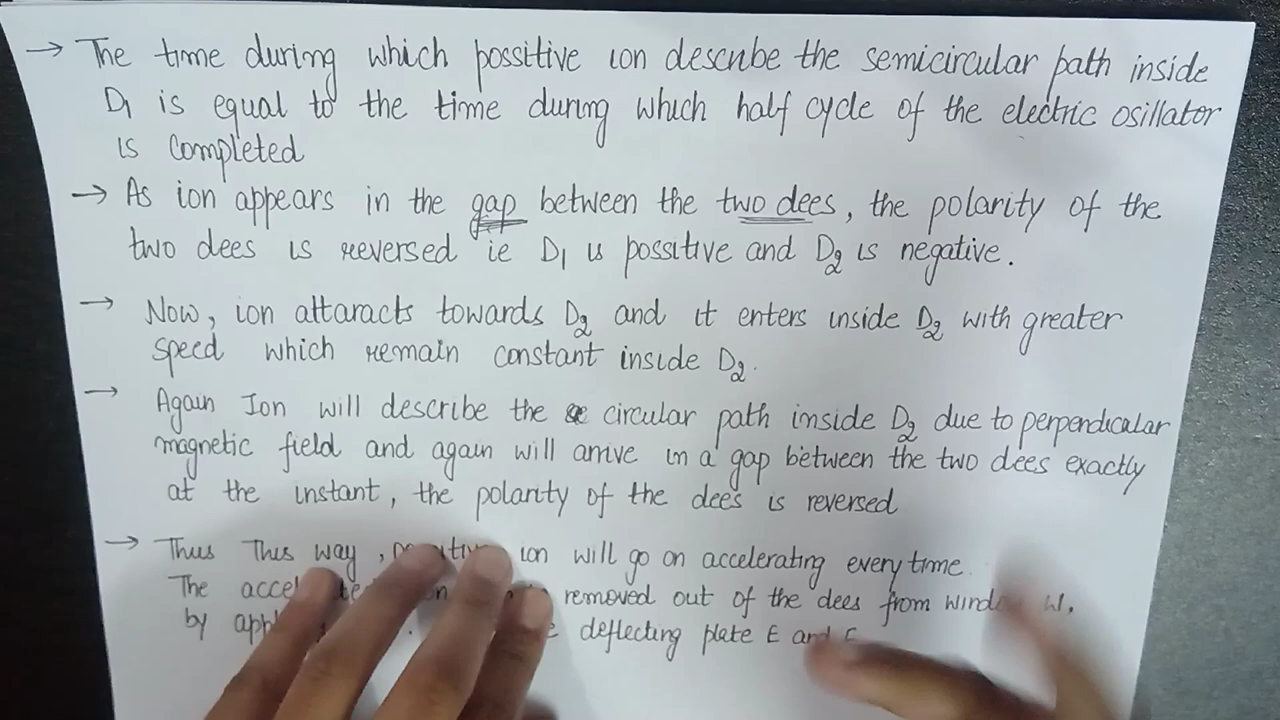 → The time during which possitive ion describe the semicircular path inside
D1 is equal to the time during which half cycle of the electric osillator
is completed
→ As ion appears in the gap between the two dees, the polarity of the
two dees is reversed ie D1 is possitive and D2 is negative.
→ Now, ion attaracts towards D2 and it enters inside D2 with greater
speed which remain constant inside D2.
→ Again Ion will describe the circular path inside D2 due to perpendicular
magnetic field and again will arrive in a gap between the two dees exactly
at the instant, the polarity of the dees is reversed
→ Thus This way, ion will go on accelerating every time.
The removed out of the dees from window W.
by deflecting plate E and